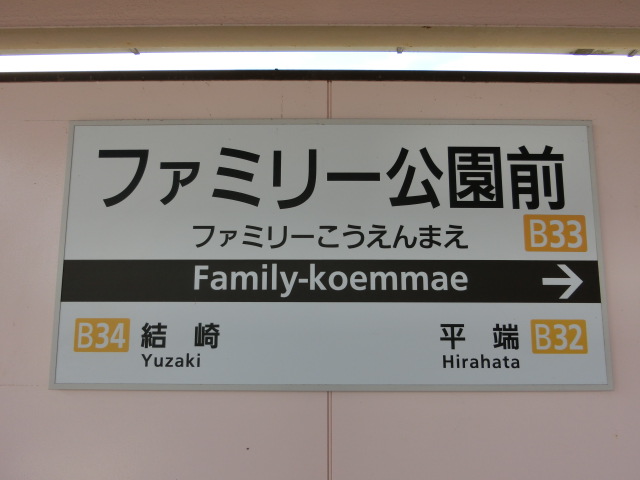 ファミリー公園前
ファミリーこうえんまえ B33
Family-koemmae →
B34 結崎 平端 B32
Yuzaki Hirahata